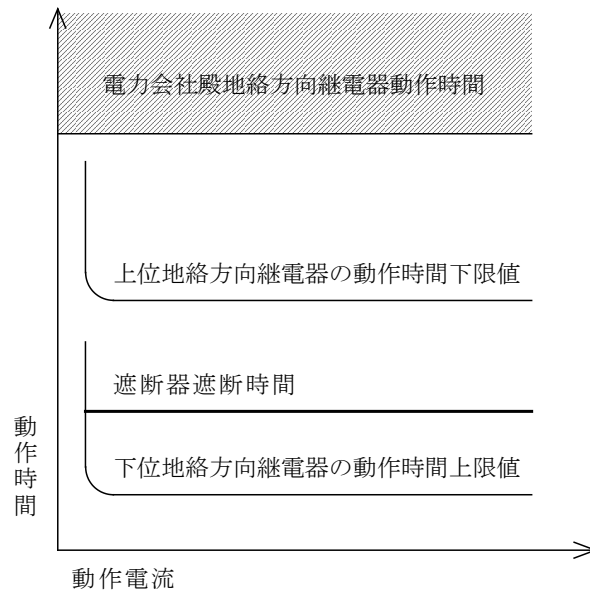 電力会社殿地絡方向継電器動作時間
上位地絡方向継電器の動作時間下限値
遮断器遮断時間
下位地絡方向継電器の動作時間上限値
動作時間
動作電流